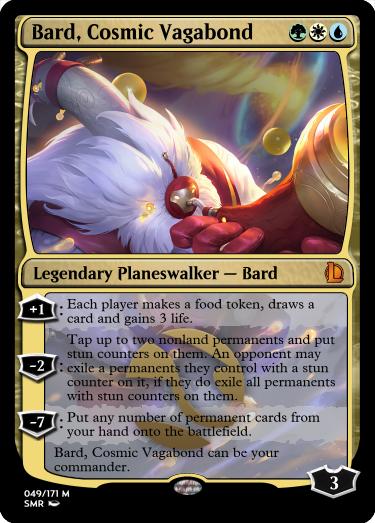 Bard, Cosmic Vagabond
Legendary Planeswalker — Bard
+1: Each player makes a food token, draws a
card and gains 3 life.
-2: Tap up to two nonland permanents and put
stun counters on them. An opponent may
exile a permanents they control with a stun
counter on it, if they do exile all permanents
with stun counters on them.
-7: Put any number of permanent cards from
your hand onto the battlefield.
Bard, Cosmic Vagabond can be your
commander.
3
049/171 M
SMR